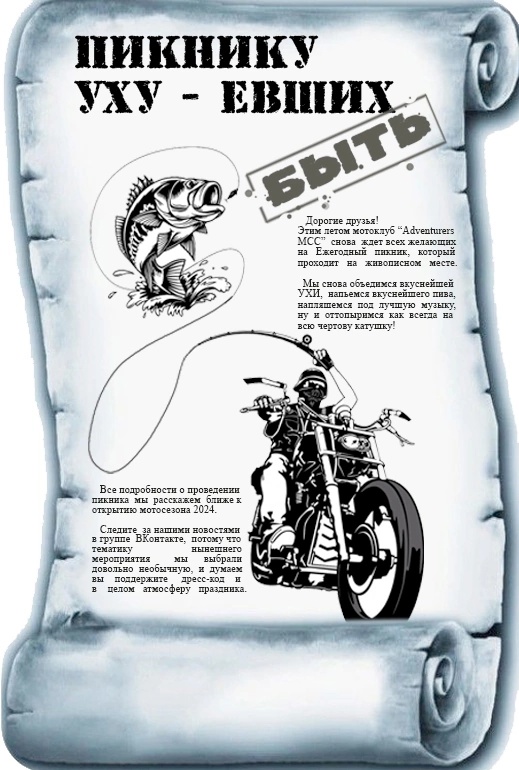 ПИКНИКУ
УХУ - ЕВШИХ
БЫТЬ
Дорогие друзья!
Этим летом мотоклуб “Adventurers
MCC” снова ждет всех желающих
на Ежегодный пикник, который
проходит на живописном месте.
Мы снова объедимся вкуснейшей
УХИ, напьемся вкуснейшего пива,
напляшемся под лучшую музыку,
ну и оттопыримся как всегда на
всю чертову катушку!
Все подробности о проведении
пикника мы расскажем ближе к
открытию мотосезона 2024.
Следите за нашими новостями
в группе ВКонтакте, потому что
тематику нынешнего
мероприятия мы выбрали
довольно необычную, и думаем
вы поддержите дресс-код и
в целом атмосферу праздника.